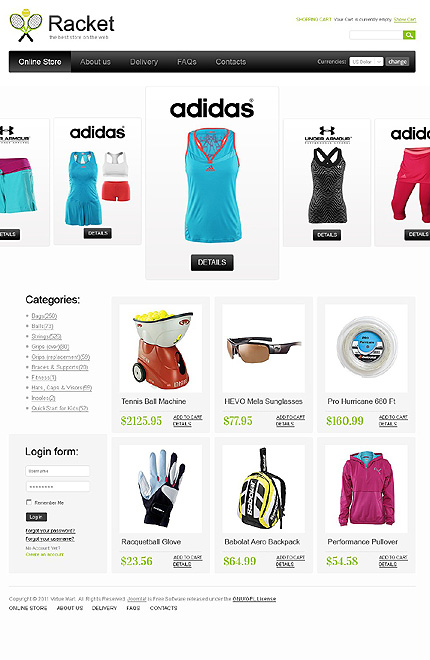 Racket
the best store on the web
SHOPPING CART: Your Cart is currently empty. Show Cart
Online Store About us Delivery FAQs Contacts
Currencies: US Dollar change
adidas
UNDER ARMOUR
adidas
UNDER ARMOUR
adidas
DETAILS
DETAILS
DETAILS
DETAILS
DETAILS
Categories:
Bags(250)
Balls(73)
Strings(525)
Grips (over)(80)
Grips (replacement)(59)
Braces & Supports(28)
Fitness(1)
Hats, Caps & Visors(69)
Insoles(2)
QuickStart for Kids(52)
Tennis Ball Machine
$2125.95 ADD TO CART
DETAILS
HEVO Mela Sunglasses
$77.95 ADD TO CART
DETAILS
Pro Hurricane 660 Ft
$160.99 ADD TO CART
DETAILS
Login form:
Username
Remember Me
Log in
Forgot your password?
Forgot your username?
No Account Yet?
Create an account
Racquetball Glove
$23.56 ADD TO CART
DETAILS
Babolat
Babolat Aero Backpack
$64.99 ADD TO CART
DETAILS
Performance Pullover
$54.58 ADD TO CART
DETAILS
Copyright © 2011 Virtue Mart. All Rights Reserved. Joomla! is Free Software released under the GNU/GPL License
ONLINE STORE ABOUT US DELIVERY FAQS CONTACTS